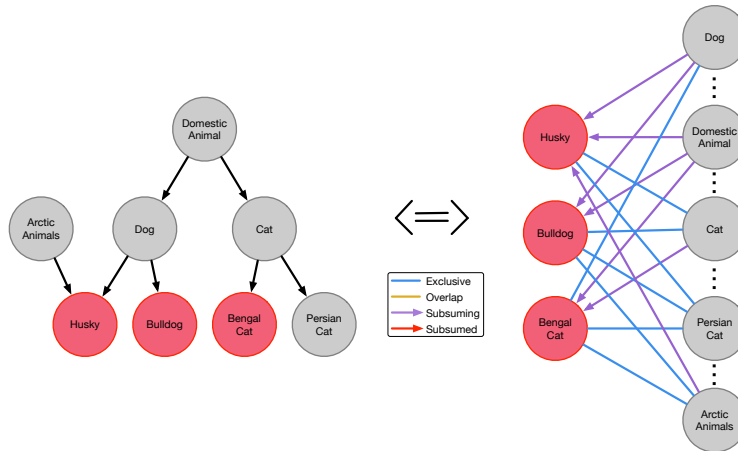 Domestic
Animal
Arctic
Animals
Dog
Cat
Husky
Bulldog
Bengal
Cat
Persian
Cat
Exclusive
Overlap
Subsuming
Subsumed
Dog
Husky
Domestic
Animal
Bulldog
Cat
Bengal
Cat
Persian
Cat
Arctic
Animals